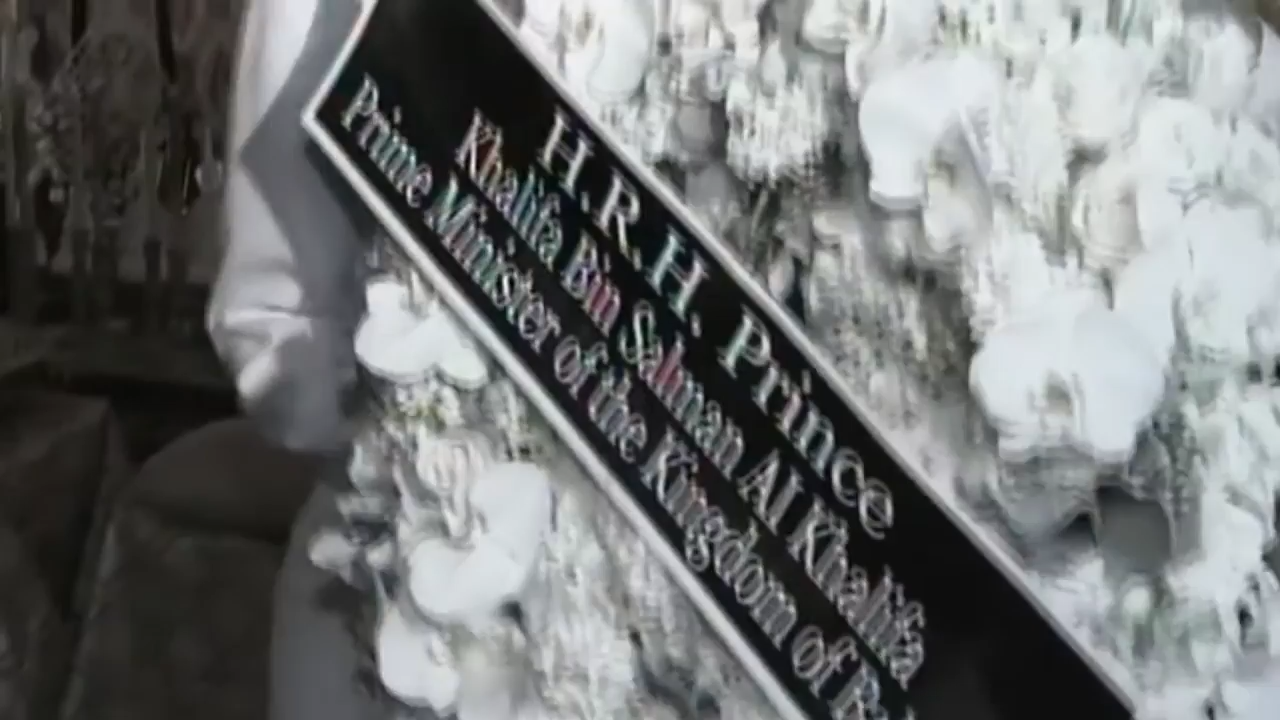 H.R.H. Prince
Khalifa Bin Salman Al Khalifa
Prime Minister of the Kingdom of